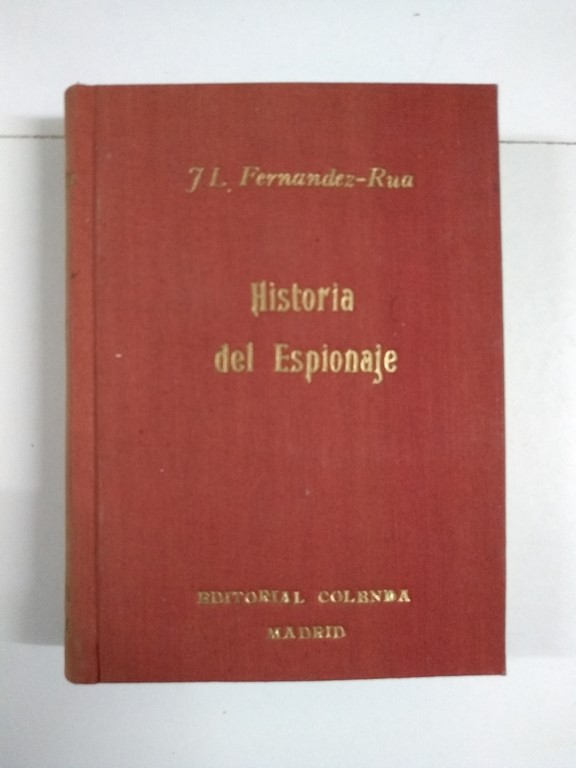 J L. Fernandez-Rua
Historia
del Espionaje
EDITORIAL COLENDA
MADRID